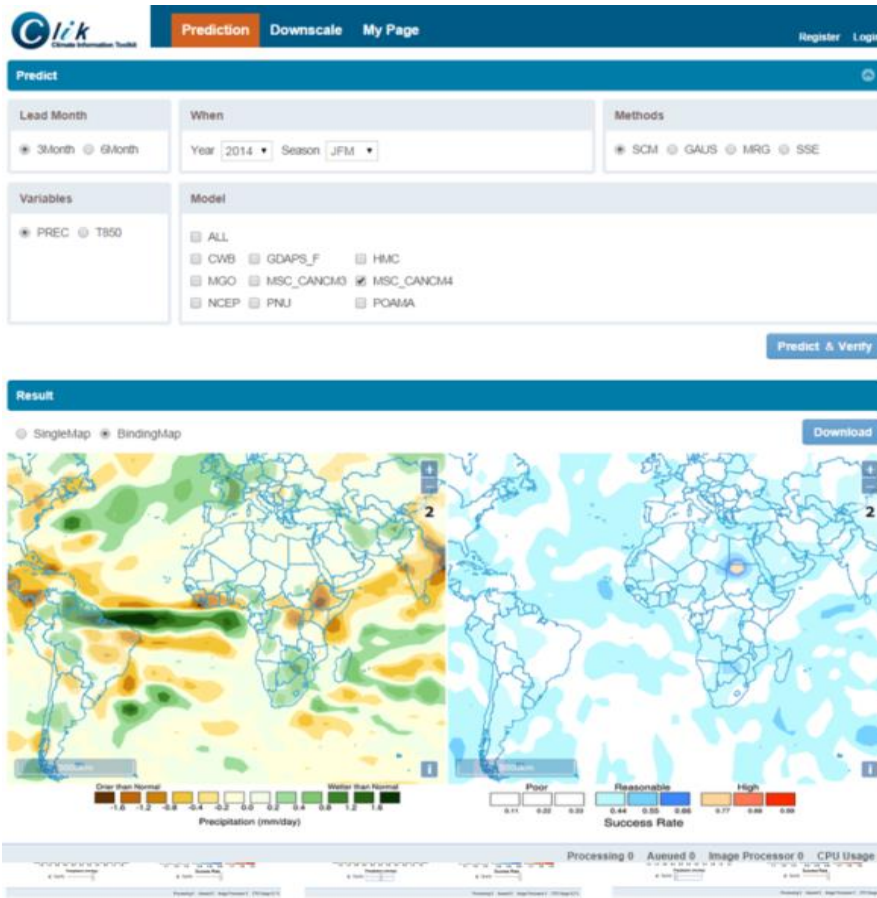 Clik
Climate Information Toolkit
Prediction Downscale My Page
Register Login
Predict
Lead Month
3Month 6Month
When
Year 2014 Season JFM
Methods
SCM GAUS MRG SSE
Variables
PREC T850
Model
ALL
CWB GDAPS_F HMC
MGO MSC_CANCM3 MSC_CANCM4
NCEP PNU POAMA
Predict & Verify
Result
SingleMap BindingMap
Download
+
2
+
2
i
i
Drier than Normal Wetter than Normal
-1.6 -1.2 -0.8 -0.4 -0.2 0.0 0.2 0.4 0.8 1.2 1.6
Precipitation (mm/day)
Poor Reasonable High
0.11 0.22 0.33 0.44 0.55 0.66 0.77 0.88 0.99
Success Rate
Processing 0 Aueued 0 Image Processor 0 CPU Usage